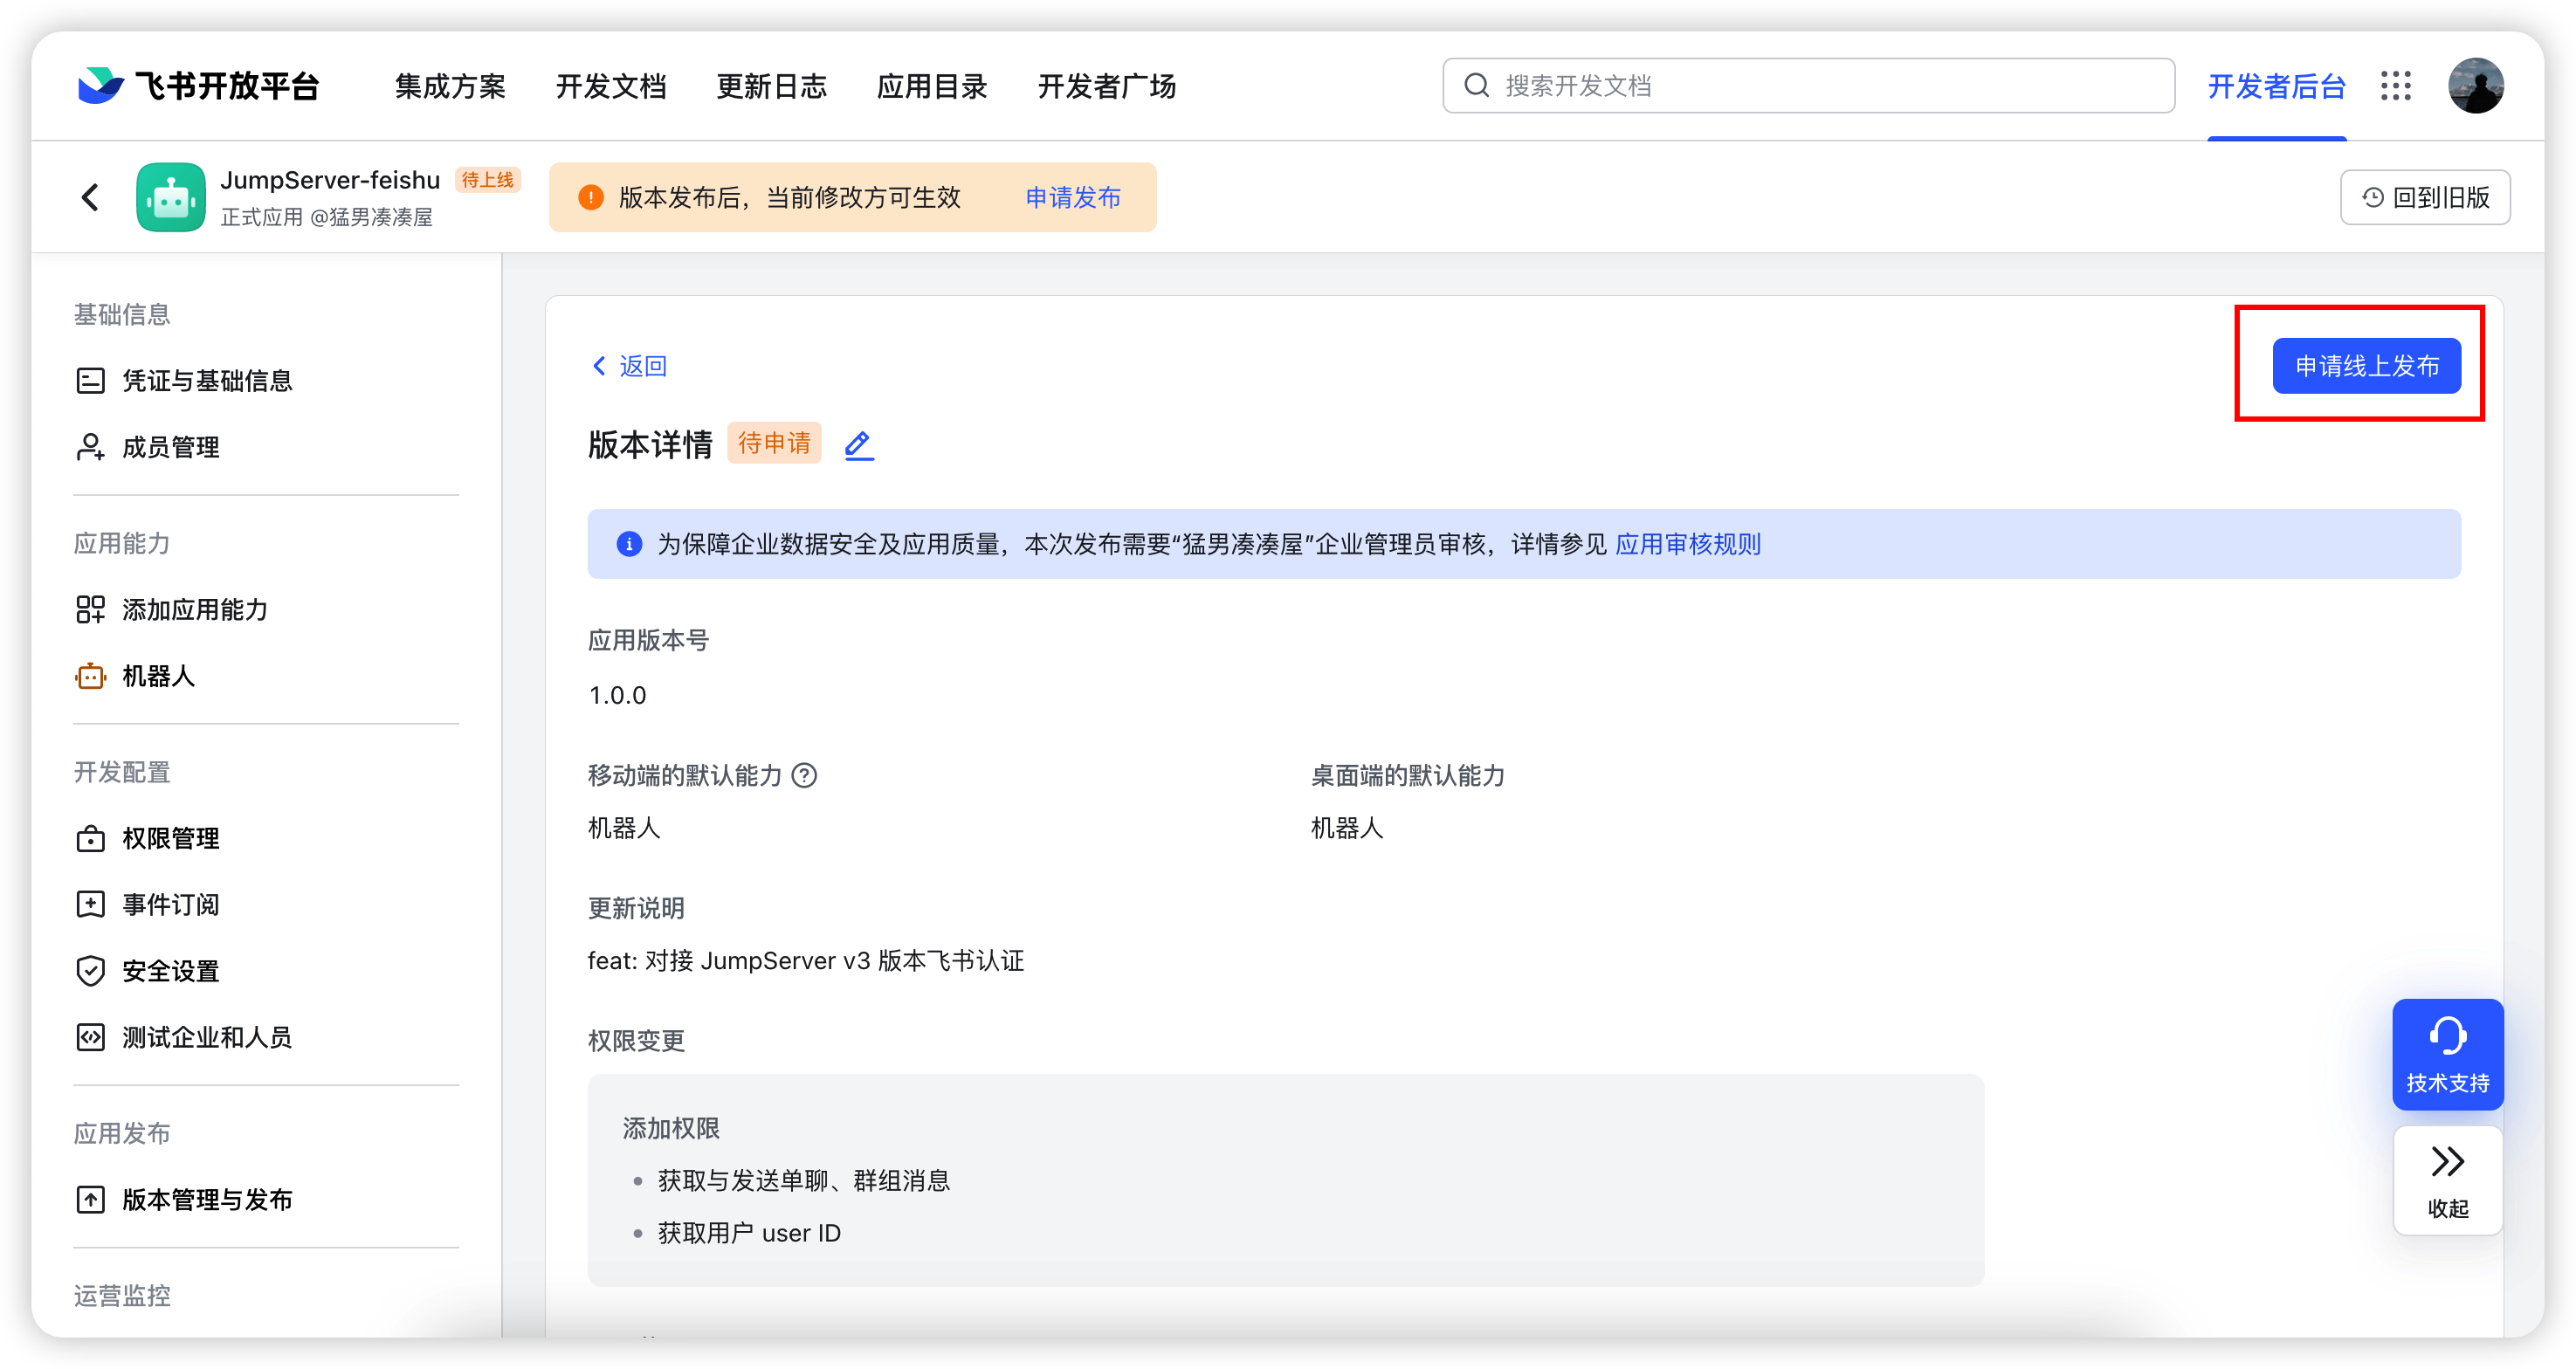 飞书开放平台
集成方案
开发文档
更新日志
应用目录
开发者广场
搜索开发文档
开发者后台
JumpServer-feishu 待上线
正式应用 @猛男凑凑屋
版本发布后，当前修改方可生效 申请发布
回到旧版
基础信息
凭证与基础信息
成员管理
应用能力
添加应用能力
机器人
开发配置
权限管理
事件订阅
安全设置
测试企业和人员
应用发布
版本管理与发布
运营监控
返回
申请线上发布
版本详情 待申请
为保障企业数据安全及应用质量，本次发布需要“猛男凑凑屋”企业管理员审核，详情参见 应用审核规则
应用版本号
1.0.0
移动端的默认能力
机器人
桌面端的默认能力
机器人
更新说明
feat: 对接 JumpServer v3 版本飞书认证
权限变更
添加权限
获取与发送单聊、群组消息
获取用户 user ID
技术支持
收起